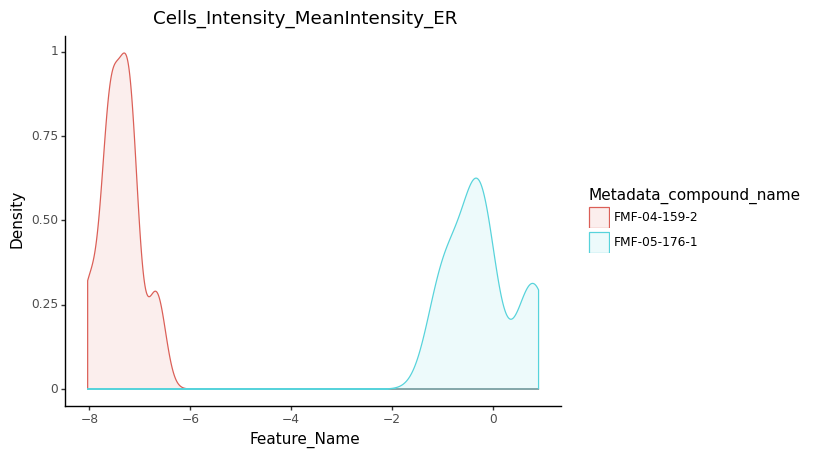 Cells_Intensity_MeanIntensity_ER
1
0.75
0.50
0.25
0
Density
−8
−6
−4
−2
0
Feature_Name
Metadata_compound_name
FMF-04-159-2
FMF-05-176-1